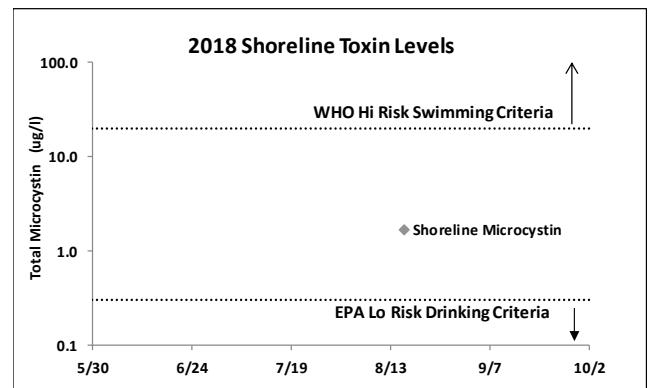 2018 Shoreline Toxin Levels
100.0
WHO Hi Risk Swimming Criteria
10.0
Total Microcystin (ug/l)
Shoreline Microcystin
1.0
EPA Lo Risk Drinking Criteria
0.1
5/30 6/24 7/19 8/13 9/7 10/2